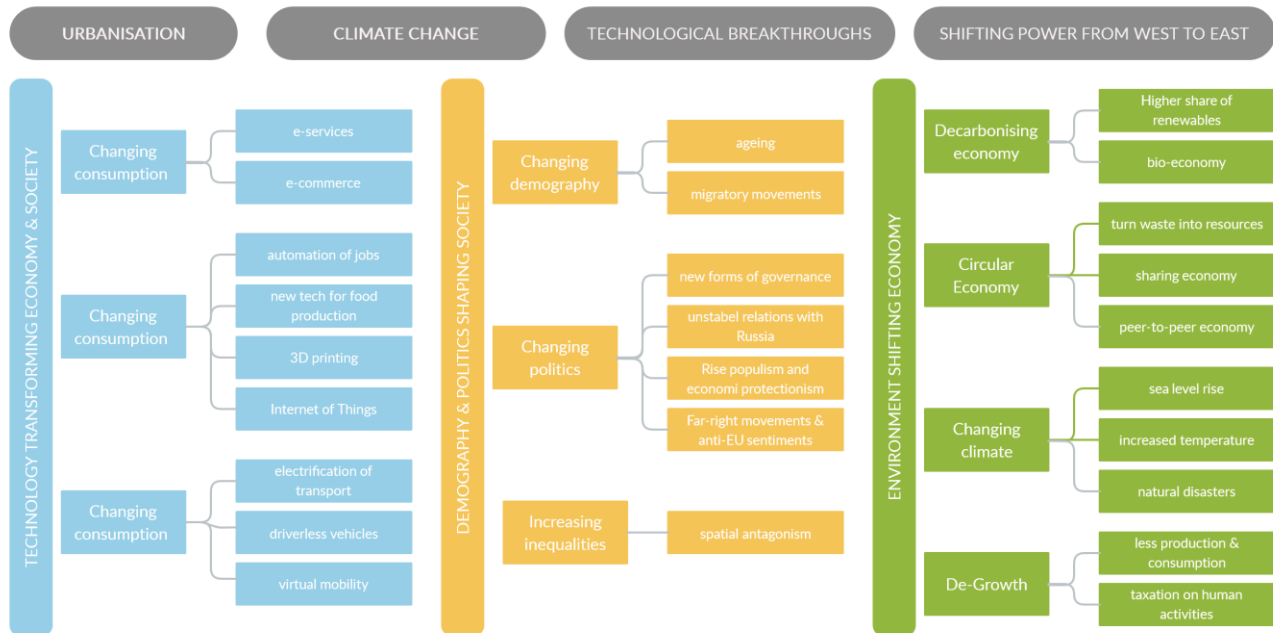 URBANISATION
CLIMATE CHANGE
TECHNOLOGICAL BREAKTHROUGHS
SHIFTING POWER FROM WEST TO EAST
TECHNOLOGY TRANSFORMING ECONOMY & SOCIETY
Changing
consumption
e-services
e-commerce
Changing
consumption
automation of jobs
new tech for food
production
3D printing
Internet of Things
Changing
consumption
electrification of
transport
driverless vehicles
virtual mobility
DEMOGRAPHY & POLITICS SHAPING SOCIETY
Changing
demography
ageing
migratory movements
Changing
politics
new forms of governance
unstabel relations with
Russia
Rise populism and
economi protectionism
Far-right movements &
anti-EU sentiments
Increasing
inequalities
spatial antagonism
ENVIRONMENT SHIFTING ECONOMY
Decarbonising
economy
Higher share of
renewables
bio-economy
Circular
Economy
turn waste into resources
sharing economy
peer-to-peer economy
Changing
climate
sea level rise
increased temperature
natural disasters
De-Growth
less production &
consumption
taxation on human
activities